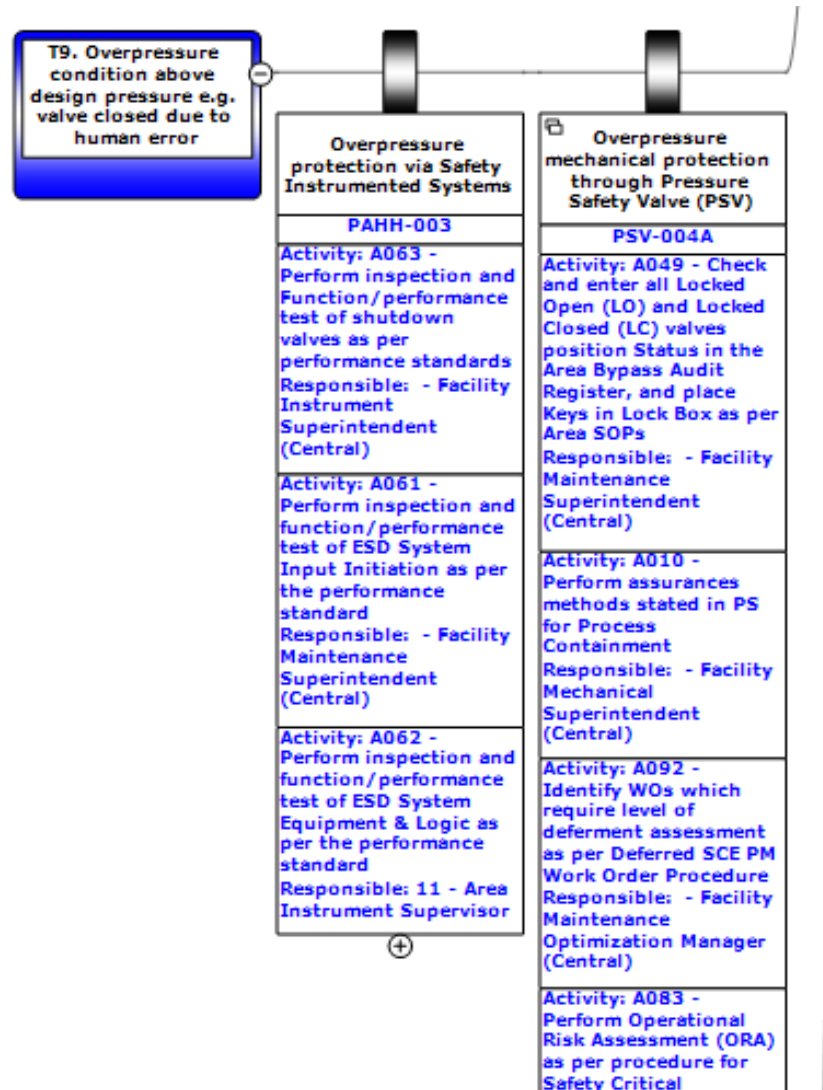 T9. Overpressure
condition above
design pressure e.g.
valve closed due to
human error
Overpressure
protection via Safety
Instrumented Systems
PAHH-003
Activity: A063 -
Perform inspection and
Function/performance
test of shutdown
valves as per
performance standards
Responsible:  - Facility
Instrument
Superintendent
(Central)
Activity: A061 -
Perform inspection and
function/performance
test of ESD System
Input Initiation as per
the performance
standard
Responsible:  - Facility
Maintenance
Superintendent
(Central)
Activity: A062 -
Perform inspection and
function/performance
test of ESD System
Equipment & Logic as
per the performance
standard
Responsible: 11 - Area
Instrument Supervisor
Overpressure
mechanical protection
through Pressure
Safety Valve (PSV)
PSV-004A
Activity: A049 - Check
and enter all Locked
Open (LO) and Locked
Closed (LC) valves
position Status in the
Area Bypass Audit
Register, and place
Keys in Lock Box as per
Area SOPs
Responsible:  - Facility
Maintenance
Superintendent
(Central)
Activity: A010 -
Perform assurances
methods stated in PS
for Process
Containment
Responsible:  - Facility
Mechanical
Superintendent
(Central)
Activity: A092 -
Identify WOs which
require level of
deferment assessment
as per Deferred SCE PM
Work Order Procedure
Responsible:  - Facility
Maintenance
Optimization Manager
(Central)
Activity: A083 -
Perform Operational
Risk Assessment (ORA)
as per procedure for
Safety Critical